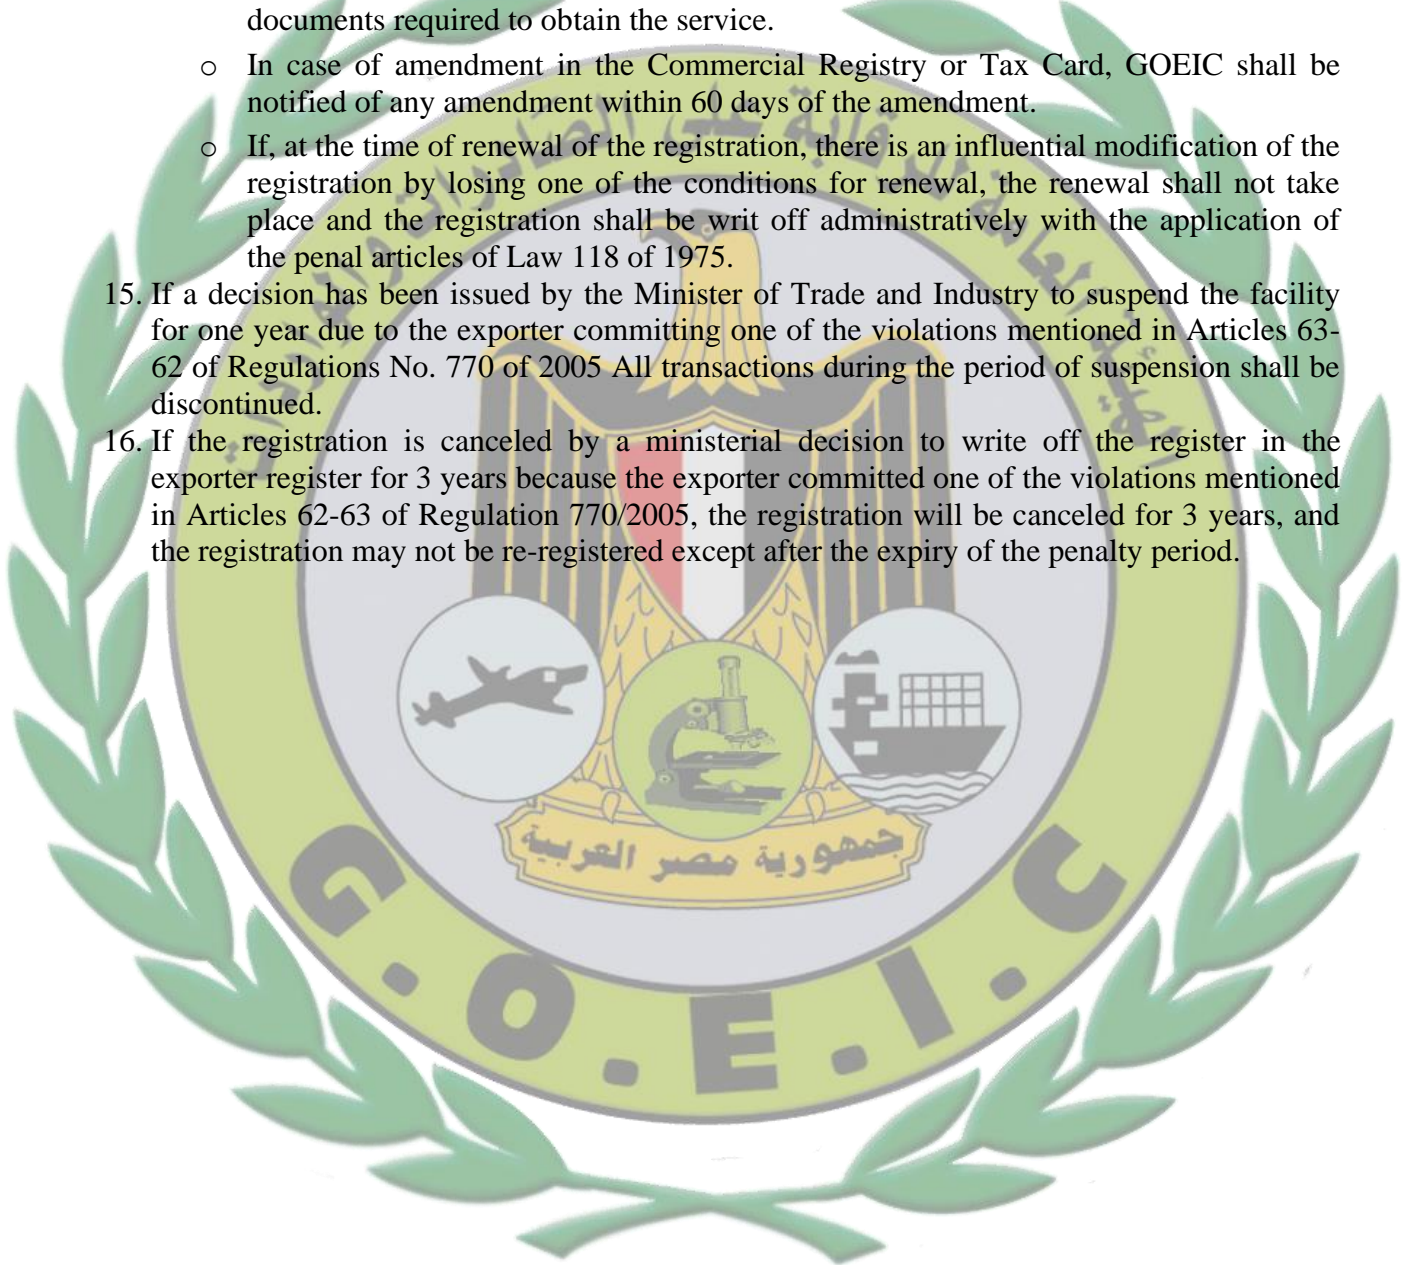 documents required to obtain the service.
o In case of amendment in the Commercial Registry or Tax Card, GOEIC shall be
notified of any amendment within 60 days of the amendment.
o If, at the time of renewal of the registration, there is an influential modification of the
registration by losing one of the conditions for renewal, the renewal shall not take
place and the registration shall be writ off administratively with the application of
the penal articles of Law 118 of 1975.
15. If a decision has been issued by the Minister of Trade and Industry to suspend the facility
for one year due to the exporter committing one of the violations mentioned in Articles 63-
62 of Regulations No. 770 of 2005 All transactions during the period of suspension shall be
discontinued.
16. If the registration is canceled by a ministerial decision to write off the register in the
exporter register for 3 years because the exporter committed one of the violations mentioned
in Articles 62-63 of Regulation 770/2005, the registration will be canceled for 3 years, and
the registration may not be re-registered except after the expiry of the penalty period.
الهيئة العامة للرقابة على الصادرات والواردات
جمهورية مصر العربية
G.O.E.I.C